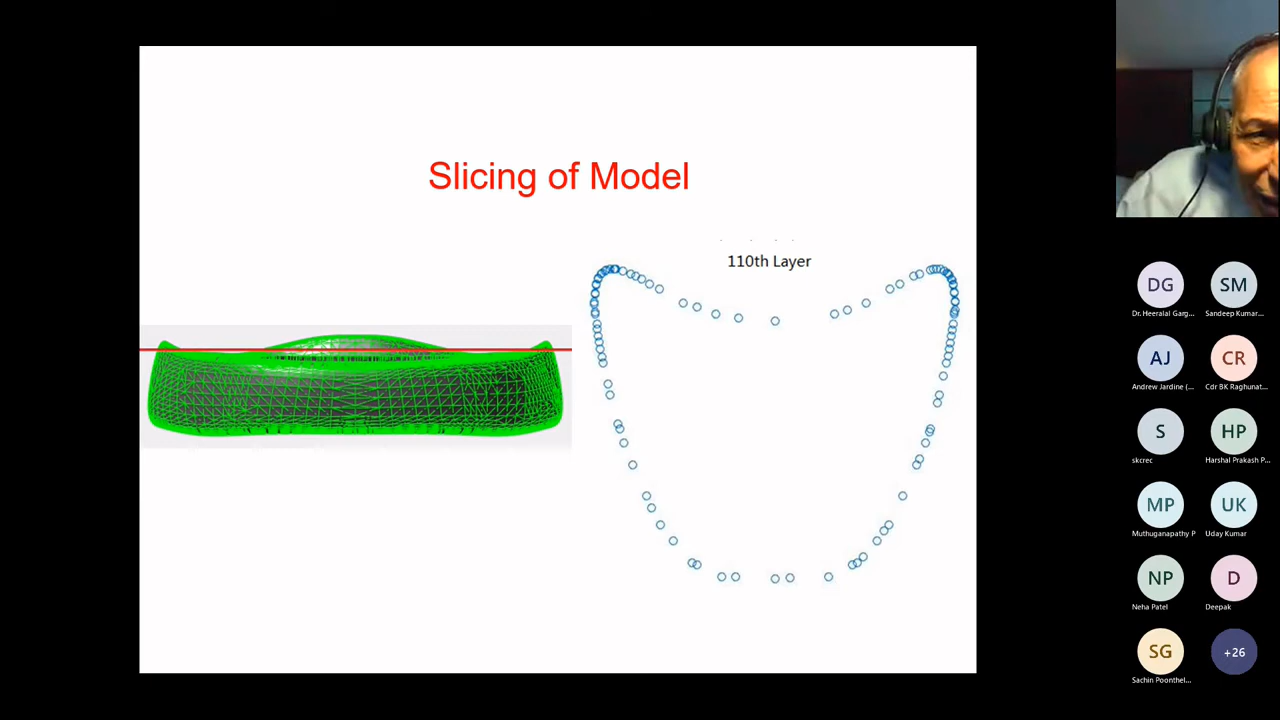 Slicing of Model
110th Layer
DG
SM
Dr. Heeralal Garg...
Sandeep Kumar...
AJ
CR
Andrew Jardine (...
Cdr BK Raghunat...
S
HP
skcrec
Harshal Prakash P...
MP
UK
Muthuganapathy P
Uday Kumar
NP
D
Neha Patel
Deepak
SG
+26
Sachin Poonthel...